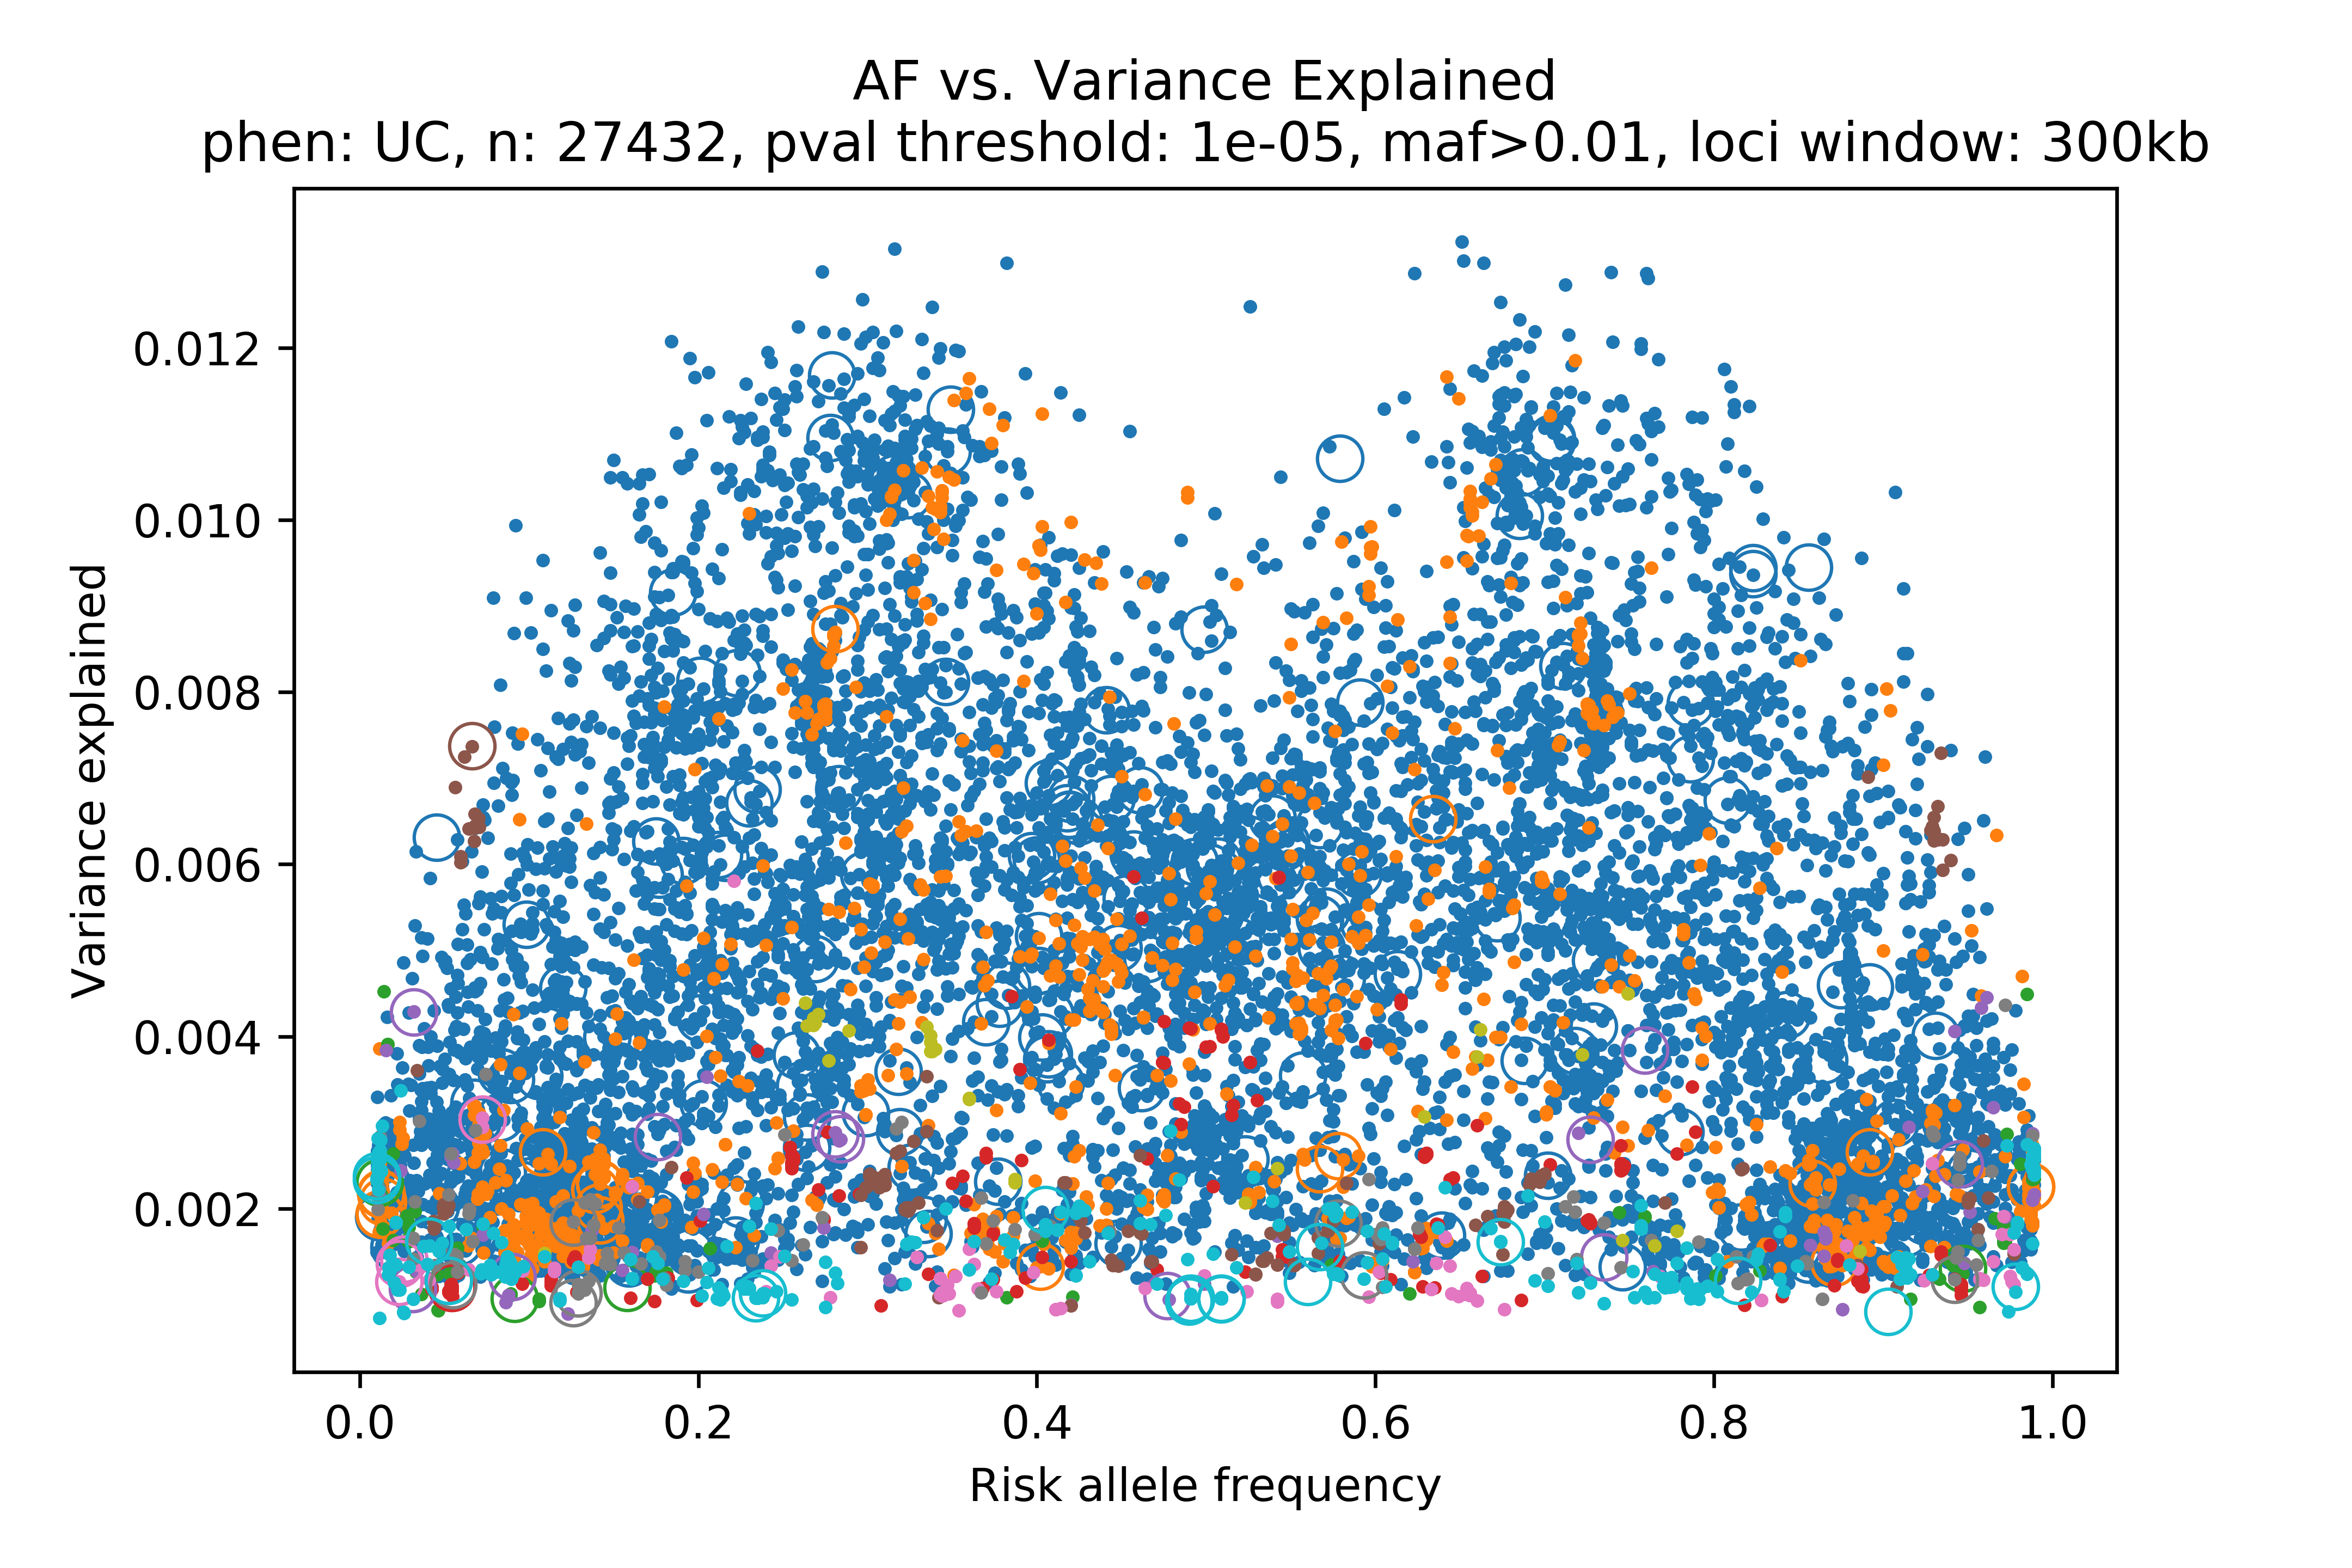 AF vs. Variance Explained
phen: UC, n: 27432, pval threshold: 1e-05, maf>0.01, loci window: 300kb
0.012
0.010
0.008
0.006
0.004
0.002
Variance explained
0.0 0.2 0.4 0.6 0.8 1.0
Risk allele frequency